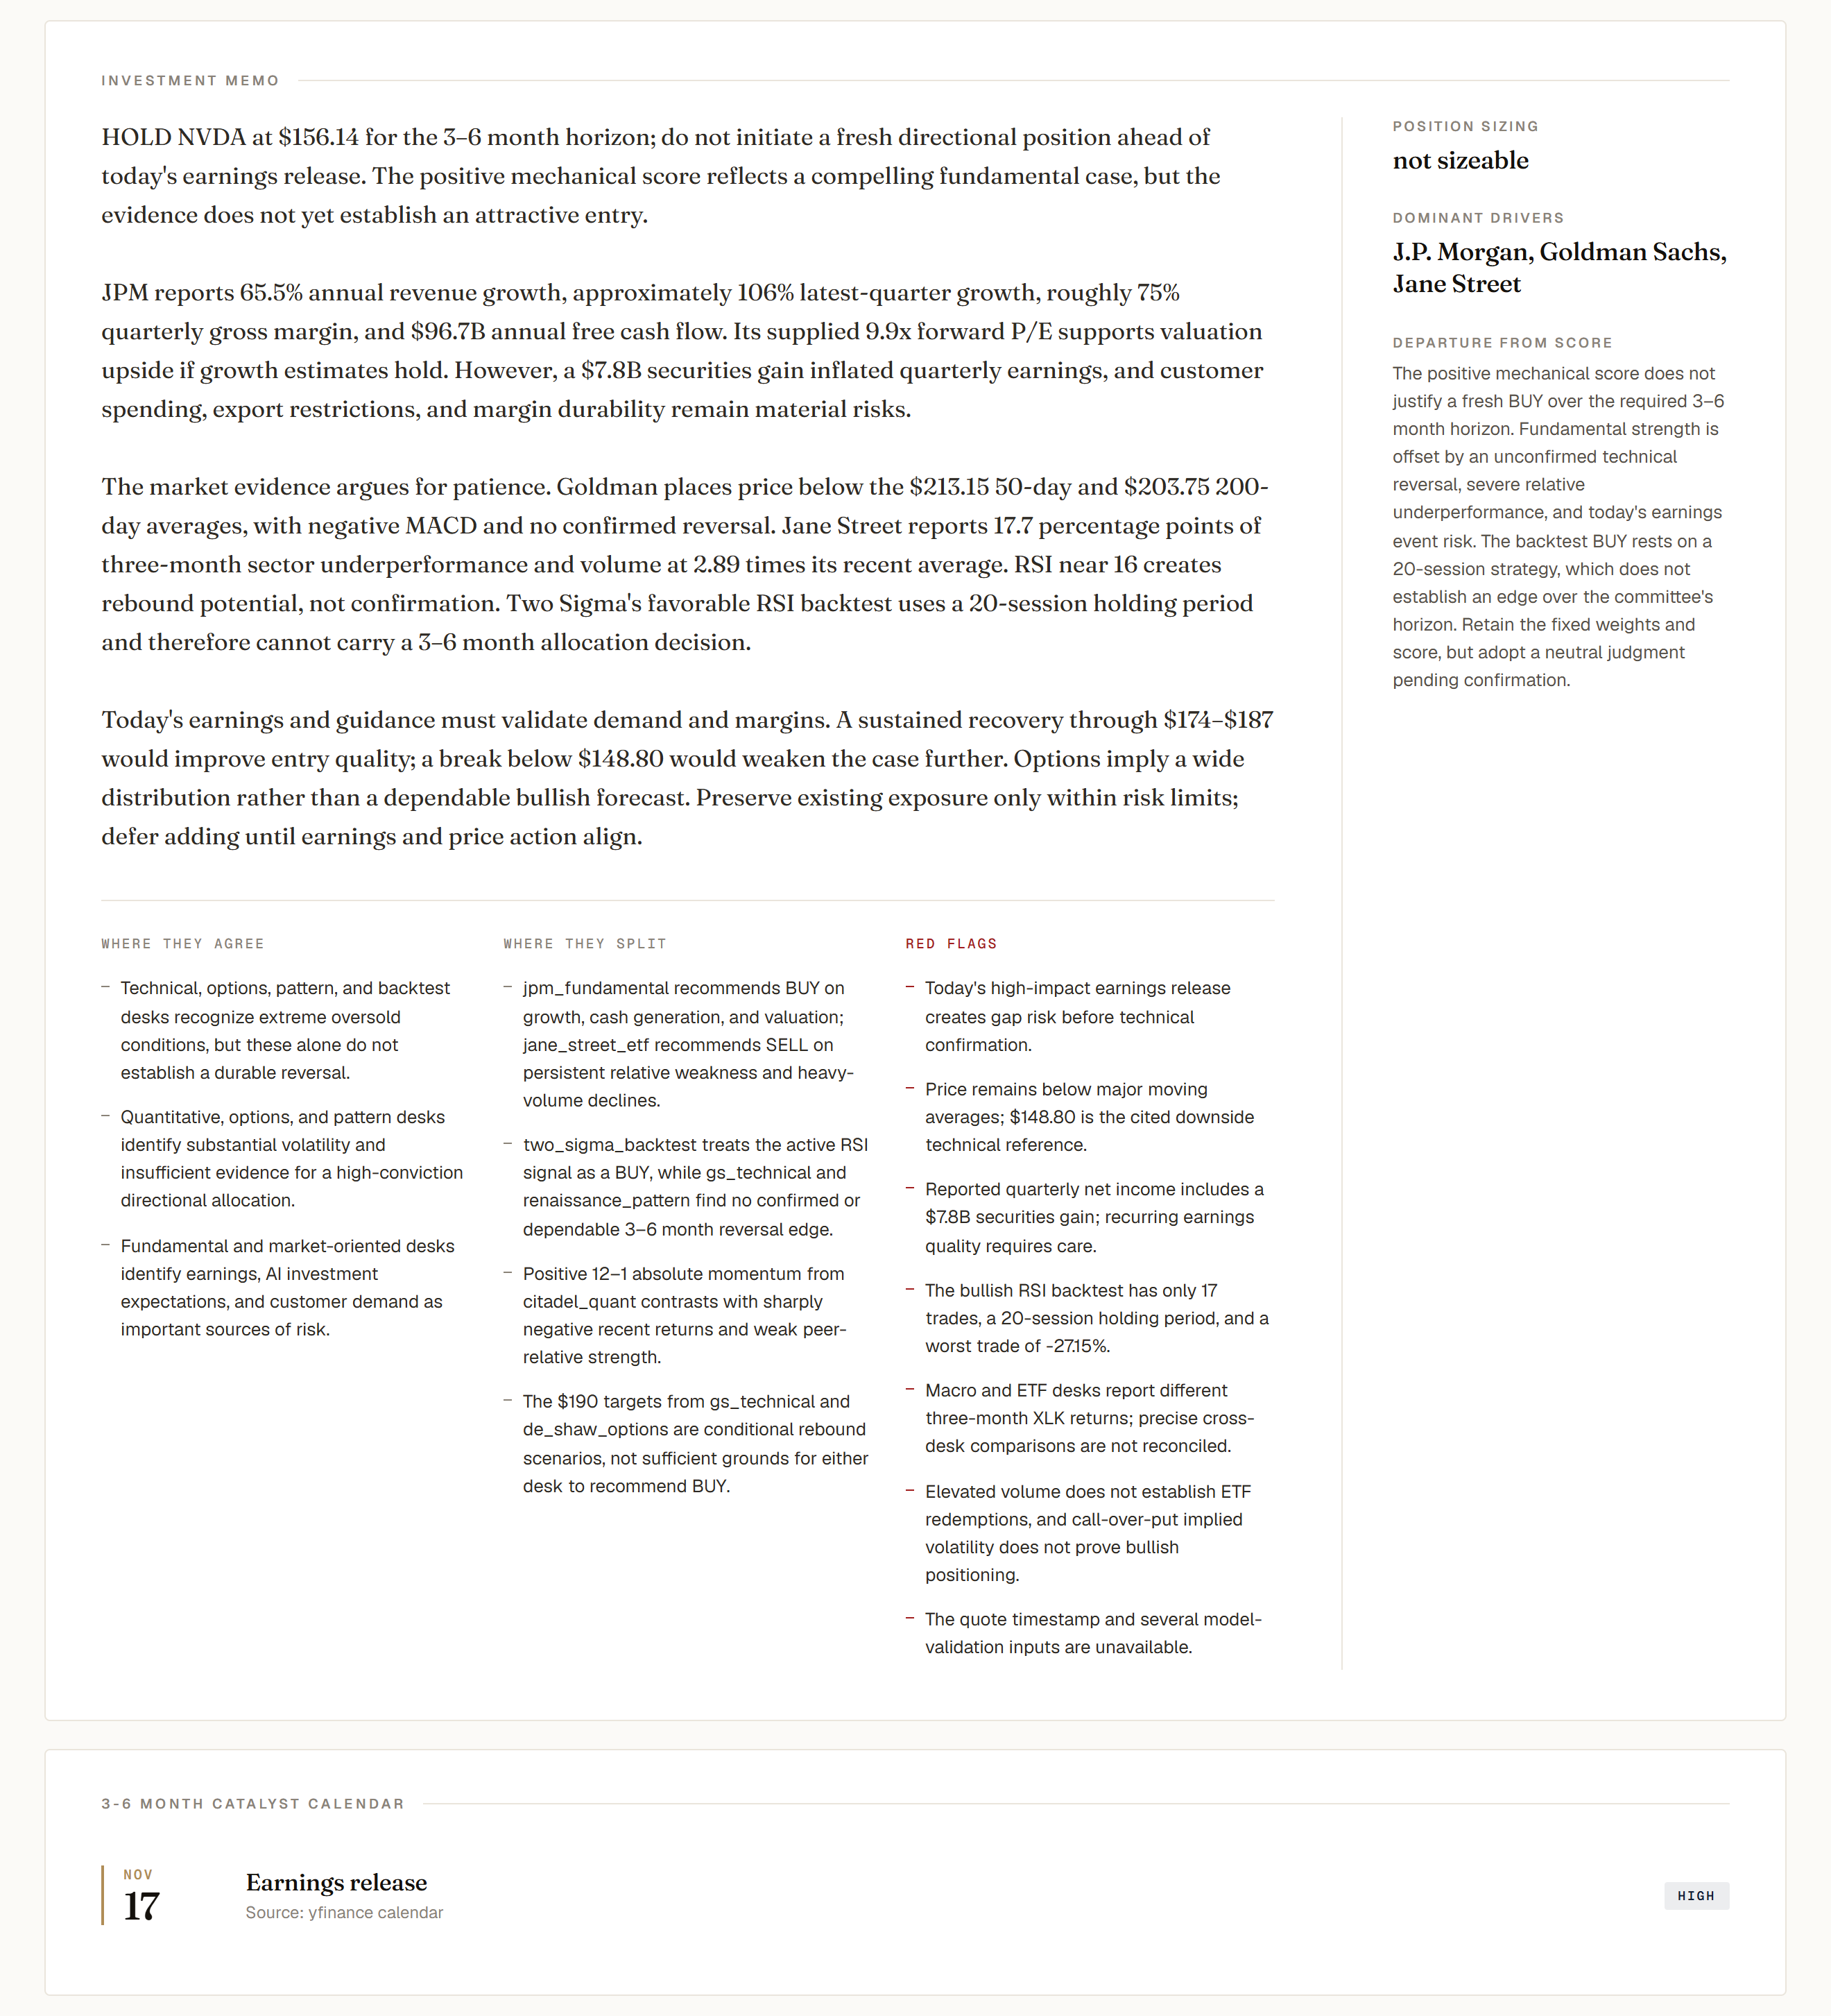 INVESTMENT MEMO
HOLD NVDA at $156.14 for the 3–6 month horizon; do not initiate a fresh directional position ahead of
today's earnings release. The positive mechanical score reflects a compelling fundamental case, but the
evidence does not yet establish an attractive entry.
JPM reports 65.5% annual revenue growth, approximately 106% latest-quarter growth, roughly 75%
quarterly gross margin, and $96.7B annual free cash flow. Its supplied 9.9x forward P/E supports valuation
upside if growth estimates hold. However, a $7.8B securities gain inflated quarterly earnings, and customer
spending, export restrictions, and margin durability remain material risks.
The market evidence argues for patience. Goldman places price below the $213.15 50-day and $203.75 200-
day averages, with negative MACD and no confirmed reversal. Jane Street reports 17.7 percentage points of
three-month sector underperformance and volume at 2.89 times its recent average. RSI near 16 creates
rebound potential, not confirmation. Two Sigma's favorable RSI backtest uses a 20-session holding period
and therefore cannot carry a 3–6 month allocation decision.
Today's earnings and guidance must validate demand and margins. A sustained recovery through $174–$187
would improve entry quality; a break below $148.80 would weaken the case further. Options imply a wide
distribution rather than a dependable bullish forecast. Preserve existing exposure only within risk limits;
defer adding until earnings and price action align.
POSITION SIZING
not sizeable
DOMINANT DRIVERS
J.P. Morgan, Goldman Sachs,
Jane Street
DEPARTURE FROM SCORE
The positive mechanical score does not
justify a fresh BUY over the required 3–6
month horizon. Fundamental strength is
offset by an unconfirmed technical
reversal, severe relative
underperformance, and today's earnings
event risk. The backtest BUY rests on a
20-session strategy, which does not
establish an edge over the committee's
horizon. Retain the fixed weights and
score, but adopt a neutral judgment
pending confirmation.
WHERE THEY AGREE
– Technical, options, pattern, and backtest
desks recognize extreme oversold
conditions, but these alone do not
establish a durable reversal.
– Quantitative, options, and pattern desks
identify substantial volatility and
insufficient evidence for a high-conviction
directional allocation.
– Fundamental and market-oriented desks
identify earnings, AI investment
expectations, and customer demand as
important sources of risk.
WHERE THEY SPLIT
– jpm_fundamental recommends BUY on
growth, cash generation, and valuation;
jane_street_etf recommends SELL on
persistent relative weakness and heavy-
volume declines.
– two_sigma_backtest treats the active RSI
signal as a BUY, while gs_technical and
renaissance_pattern find no confirmed or
dependable 3–6 month reversal edge.
– Positive 12–1 absolute momentum from
citadel_quant contrasts with sharply
negative recent returns and weak peer-
relative strength.
– The $190 targets from gs_technical and
de_shaw_options are conditional rebound
scenarios, not sufficient grounds for either
desk to recommend BUY.
RED FLAGS
– Today's high-impact earnings release
creates gap risk before technical
confirmation.
– Price remains below major moving
averages; $148.80 is the cited downside
technical reference.
– Reported quarterly net income includes a
$7.8B securities gain; recurring earnings
quality requires care.
– The bullish RSI backtest has only 17
trades, a 20-session holding period, and a
worst trade of -27.15%.
– Macro and ETF desks report different
three-month XLK returns; precise cross-
desk comparisons are not reconciled.
– Elevated volume does not establish ETF
redemptions, and call-over-put implied
volatility does not prove bullish
positioning.
– The quote timestamp and several model-
validation inputs are unavailable.
3-6 MONTH CATALYST CALENDAR
NOV
17
Earnings release
Source: yfinance calendar
HIGH